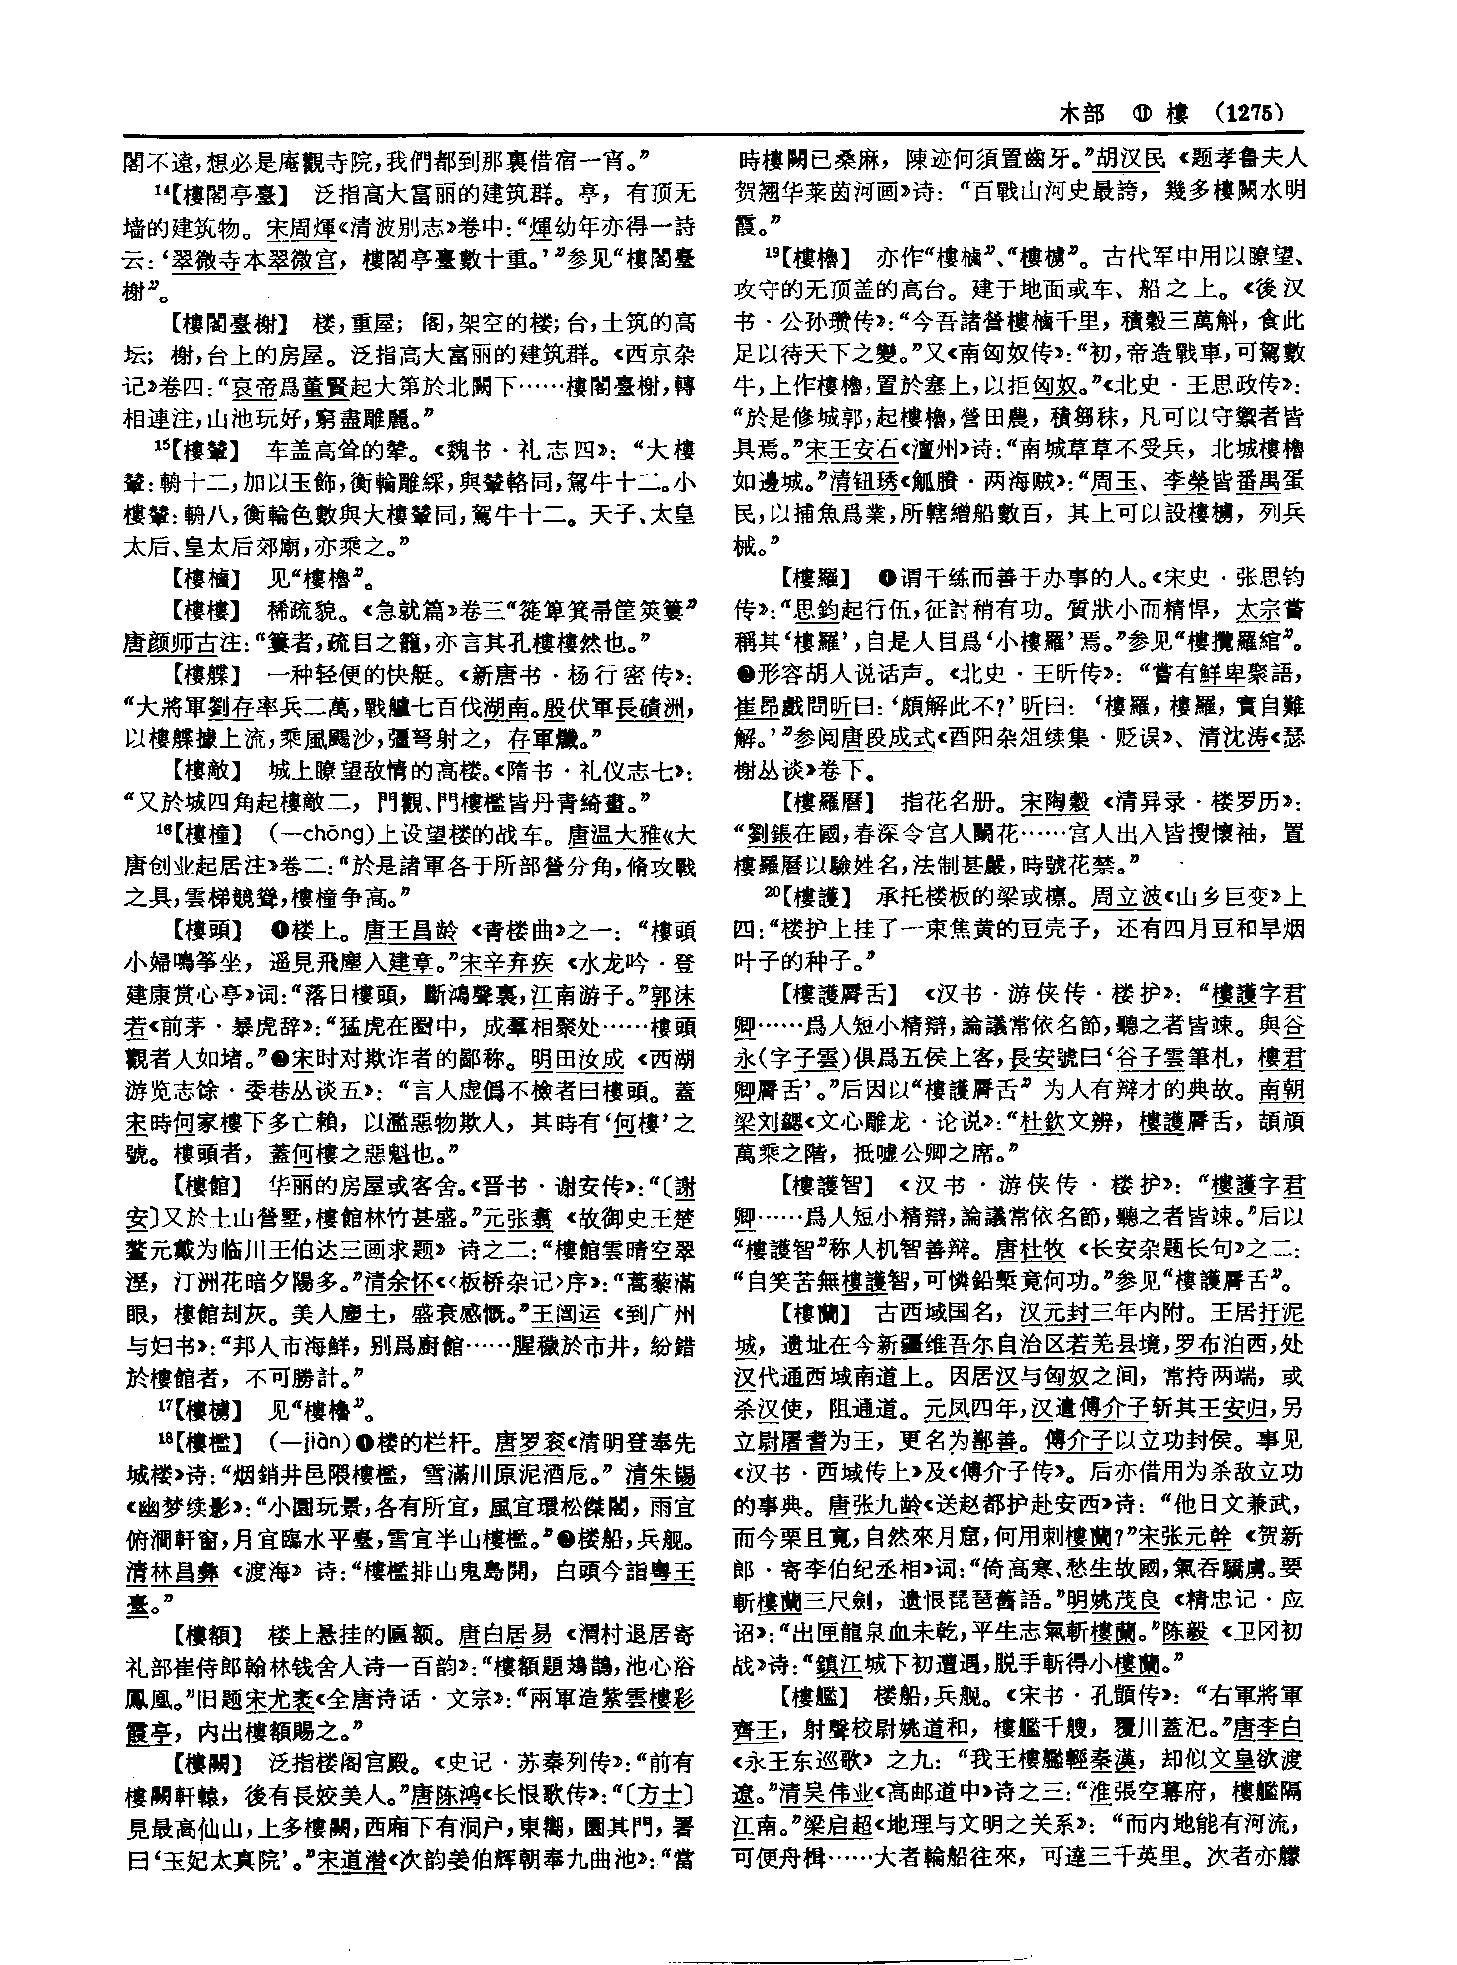 木部 ⑪ 樓 (1275)
閣不遠，想必是庵觀寺院，我們都到那裏借宿一宵。”
¹⁴【樓閣亭臺】 泛指高大富丽的建筑群。亭，有顶无
墙的建筑物。宋周煇《清波别志》卷中：“煇幼年亦得一詩
云：‘翠微寺本翠微宫，樓閣亭臺數十重。’”参见“樓閣臺
榭”。
【樓閣臺榭】 楼，重屋；阁，架空的楼；台，土筑的高
坛；榭，台上的房屋。泛指高大富丽的建筑群。《西京杂
记》卷四：“哀帝爲董賢起大第於北闕下……樓閣臺榭，轉
相連注，山池玩好，窮盡雕麗。”
¹⁵【樓輦】 车盖高耸的辇。《魏书·礼志四》：“大樓
輦：輈十二，加以玉飾，衡輪雕綵，與輦輅同，駕牛十二。小
樓輦：輈八，衡輪色數與大樓輦同，駕牛十二。天子、太皇
太后、皇太后郊廟，亦乘之。”
【樓樐】 见“樓櫓”。
【樓樓】 稀疏貌。《急就篇》卷三“簁箄箕帚筐篋簍”
唐颜师古注：“簍者，疏目之籠，亦言其孔樓樓然也。”
【樓艓】 一种轻便的快艇。《新唐书·杨行密传》：
“大將軍劉存率兵二萬，戰艫七百伐湖南。殷伏軍長磧洲，
以樓艓據上流，乘風颺沙，彊弩射之，存軍熸。”
【樓敵】 城上瞭望敌情的高楼。《隋书·礼仪志七》：
“又於城四角起樓敵二，門觀、門樓檻皆丹青綺畫。”
¹⁶【樓橦】 （—chōng）上设望楼的战车。唐温大雅《大
唐创业起居注》卷二：“於是諸軍各于所部營分角，脩攻戰
之具，雲梯競聳，樓橦争高。”
【樓頭】 ❶楼上。唐王昌龄《青楼曲》之一：“樓頭
小婦鳴筝坐，遥見飛塵入建章。”宋辛弃疾《水龙吟·登
建康赏心亭》词：“落日樓頭，斷鴻聲裏，江南游子。”郭沫
若《前茅·暴虎辞》：“猛虎在圈中，成羣相聚处……樓頭
觀者人如堵。”❷宋时对欺诈者的鄙称。明田汝成《西湖
游览志馀·委巷丛谈五》：“言人虚僞不檢者曰樓頭。蓋
宋時何家樓下多亡賴，以濫惡物欺人，其時有‘何樓’之
號。樓頭者，蓋何樓之惡魁也。”
【樓館】 华丽的房屋或客舍。《晋书·谢安传》：“〔謝
安〕又於土山營墅，樓館林竹甚盛。”元张翥《故御史王楚
鳌元戴为临川王伯达三画求题》诗之二：“樓館雲晴空翠
溼，汀洲花暗夕陽多。”清余怀《〈板桥杂记〉序》：“蒿藜滿
眼，樓館刦灰。美人塵土，盛衰感慨。”王闿运《到广州
与妇书》：“邦人市海鮮，别爲廚館……腥穢於市井，紛錯
於樓館者，不可勝計。”
¹⁷【樓櫋】 见“樓櫓”。
¹⁸【樓檻】 （—jiàn）❶楼的栏杆。唐罗衮《清明登奉先
城楼》诗：“烟銷井邑隈樓檻，雪滿川原泥酒卮。”清朱锡
《幽梦续影》：“小園玩景，各有所宜，風宜環松傑閣，雨宜
俯澗軒窗，月宜臨水平臺，雪宜半山樓檻。”❷楼船，兵舰。
清林昌彝《渡海》诗：“樓檻排山鬼島開，白頭今詣粤王
臺。”
【樓額】 楼上悬挂的匾额。唐白居易《渭村退居寄
礼部崔侍郎翰林钱舍人诗一百韵》：“樓額題鳷鵲，池心浴
鳳凰。”旧题宋尤袤《全唐诗话·文宗》：“兩軍造紫雲樓彩
霞亭，内出樓額賜之。”
【樓闕】 泛指楼阁宫殿。《史记·苏秦列传》：“前有
樓闕軒轅，後有長姣美人。”唐陈鸿《长恨歌传》：“〔方士〕
見最高仙山，上多樓闕，西廂下有洞户，東嚮，闔其門，署
曰‘玉妃太真院’。”宋道潜《次韵姜伯辉朝奉九曲池》：“當
時樓闕已桑麻，陳迹何須置齒牙。”胡汉民《题孝鲁夫人
贺翘华莱茵河画》诗：“百戰山河史最誇，幾多樓闕水明
霞。”
¹⁹【樓櫓】 亦作“樓樐”、“樓櫋”。古代军中用以瞭望、
攻守的无顶盖的高台。建于地面或车、船之上。《後汉
书·公孙瓒传》：“今吾諸營樓樐千里，積穀三萬斛，食此
足以待天下之變。”又《南匈奴传》：“初，帝造戰車，可駕數
牛，上作樓櫓，置於塞上，以拒匈奴。”《北史·王思政传》：
“於是修城郭，起樓櫓，營田農，積芻秣，凡可以守禦者皆
具焉。”宋王安石《澶州》诗：“南城草草不受兵，北城樓櫓
如邊城。”清钮琇《觚賸·两海贼》：“周玉、李榮皆番禺蛋
民，以捕魚爲業，所轄繒船數百，其上可以設樓櫋，列兵
械。”
【樓羅】 ❶谓干练而善于办事的人。《宋史·张思钧
传》：“思鈞起行伍，征討稍有功。質狀小而精悍，太宗嘗
稱其‘樓羅’，自是人目爲‘小樓羅’焉。”参见“樓攬羅綰”。
❷形容胡人说话声。《北史·王昕传》：“嘗有鮮卑聚語，
崔昂戲問昕曰：‘頗解此不？’昕曰：‘樓羅，樓羅，實自難
解。’”参阅唐段成式《酉阳杂俎续集·贬误》、清沈涛《瑟
榭丛谈》卷下。
【樓羅曆】 指花名册。宋陶穀《清异录·楼罗历》：
“劉鋹在國，春深令宫人鬭花……宫人出入皆搜懷袖，置
樓羅曆以驗姓名，法制甚嚴，時號花禁。”
²⁰【樓護】 承托楼板的梁或檩。周立波《山乡巨变》上
四：“楼护上挂了一束焦黄的豆壳子，还有四月豆和旱烟
叶子的种子。”
【樓護脣舌】 《汉书·游侠传·楼护》：“樓護字君
卿……爲人短小精辯，論議常依名節，聽之者皆竦。與谷
永（字子雲）俱爲五侯上客，長安號曰‘谷子雲筆札，樓君
卿脣舌’。”后因以“樓護脣舌”为人有辩才的典故。南朝
梁刘勰《文心雕龙·论说》：“杜欽文辨，樓護脣舌，頡頏
萬乘之階，抵噓公卿之席。”
【樓護智】 《汉书·游侠传·楼护》：“樓護字君
卿……爲人短小精辯，論議常依名節，聽之者皆竦。”后以
“樓護智”称人机智善辩。唐杜牧《长安杂题长句》之二：
“自笑苦無樓護智，可憐鉛槧竟何功。”参见“樓護脣舌”。
【樓蘭】 古西域国名，汉元封三年内附。王居扜泥
城，遗址在今新疆维吾尔自治区若羌县境，罗布泊西，处
汉代通西域南道上。因居汉与匈奴之间，常持两端，或
杀汉使，阻通道。元凤四年，汉遣傅介子斩其王安归，另
立尉屠耆为王，更名为鄯善。傅介子以立功封侯。事见
《汉书·西域传上》及《傅介子传》。后亦借用为杀敌立功
的事典。唐张九龄《送赵都护赴安西》诗：“他日文兼武，
而今栗且寬，自然來月窟，何用刺樓蘭？”宋张元幹《贺新
郎·寄李伯纪丞相》词：“倚高寒、愁生故國，氣吞驕虜。要
斬樓蘭三尺劍，遺恨琵琶舊語。”明姚茂良《精忠记·应
诏》：“出匣龍泉血未乾，平生志氣斬樓蘭。”陈毅《卫冈初
战》诗：“鎮江城下初遭遇，脱手斬得小樓蘭。”
【樓艦】 楼船，兵舰。《宋书·孔顗传》：“右軍將軍
齊王，射聲校尉姚道和，樓艦千艘，覆川蓋汜。”唐李白
《永王东巡歌》之九：“我王樓艦輕秦漢，却似文皇欲渡
遼。”清吴伟业《高邮道中》诗之三：“淮張空幕府，樓艦隔
江南。”梁启超《地理与文明之关系》：“而内地能有河流，
可便舟楫……大者輪船往來，可達三千英里。次者亦艨